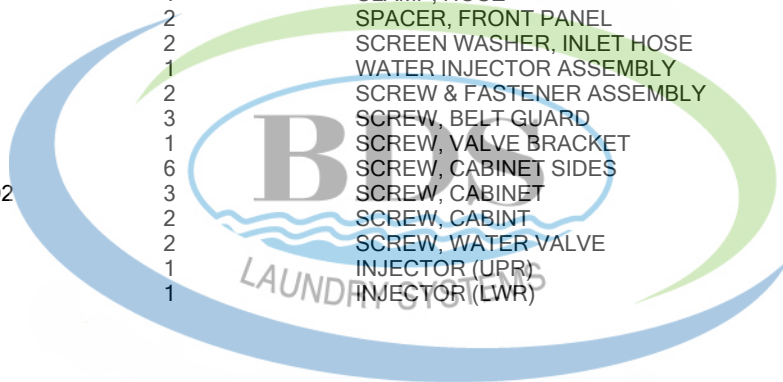 2 SPACER, FRONT PANEL
2 SCREEN WASHER, INLET HOSE
1 WATER INJECTOR ASSEMBLY
2 SCREW & FASTENER ASSEMBLY
3 SCREW, BELT GUARD
1 SCREW, VALVE BRACKET
6 SCREW, CABINET SIDES
02 3 SCREW, CABINET
2 SCREW, CABINT
2 SCREW, WATER VALVE
1 INJECTOR (UPR)
1 INJECTOR (LWR)
BDS
LAUNDRY SYSTEMS